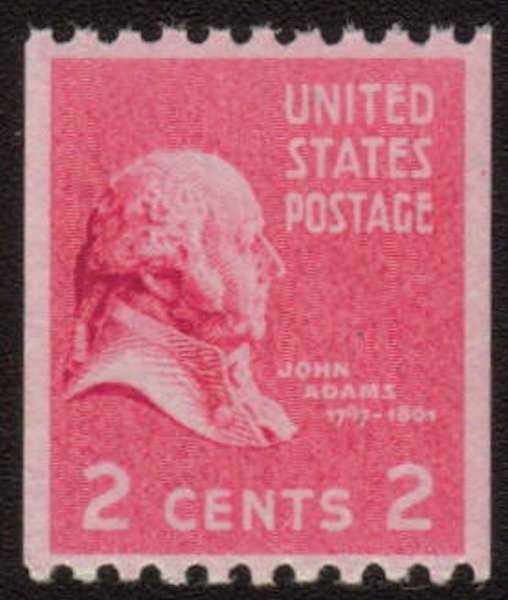 UNITED
STATES
POSTAGE
JOHN
ADAMS
1797-1801
2 CENTS 2